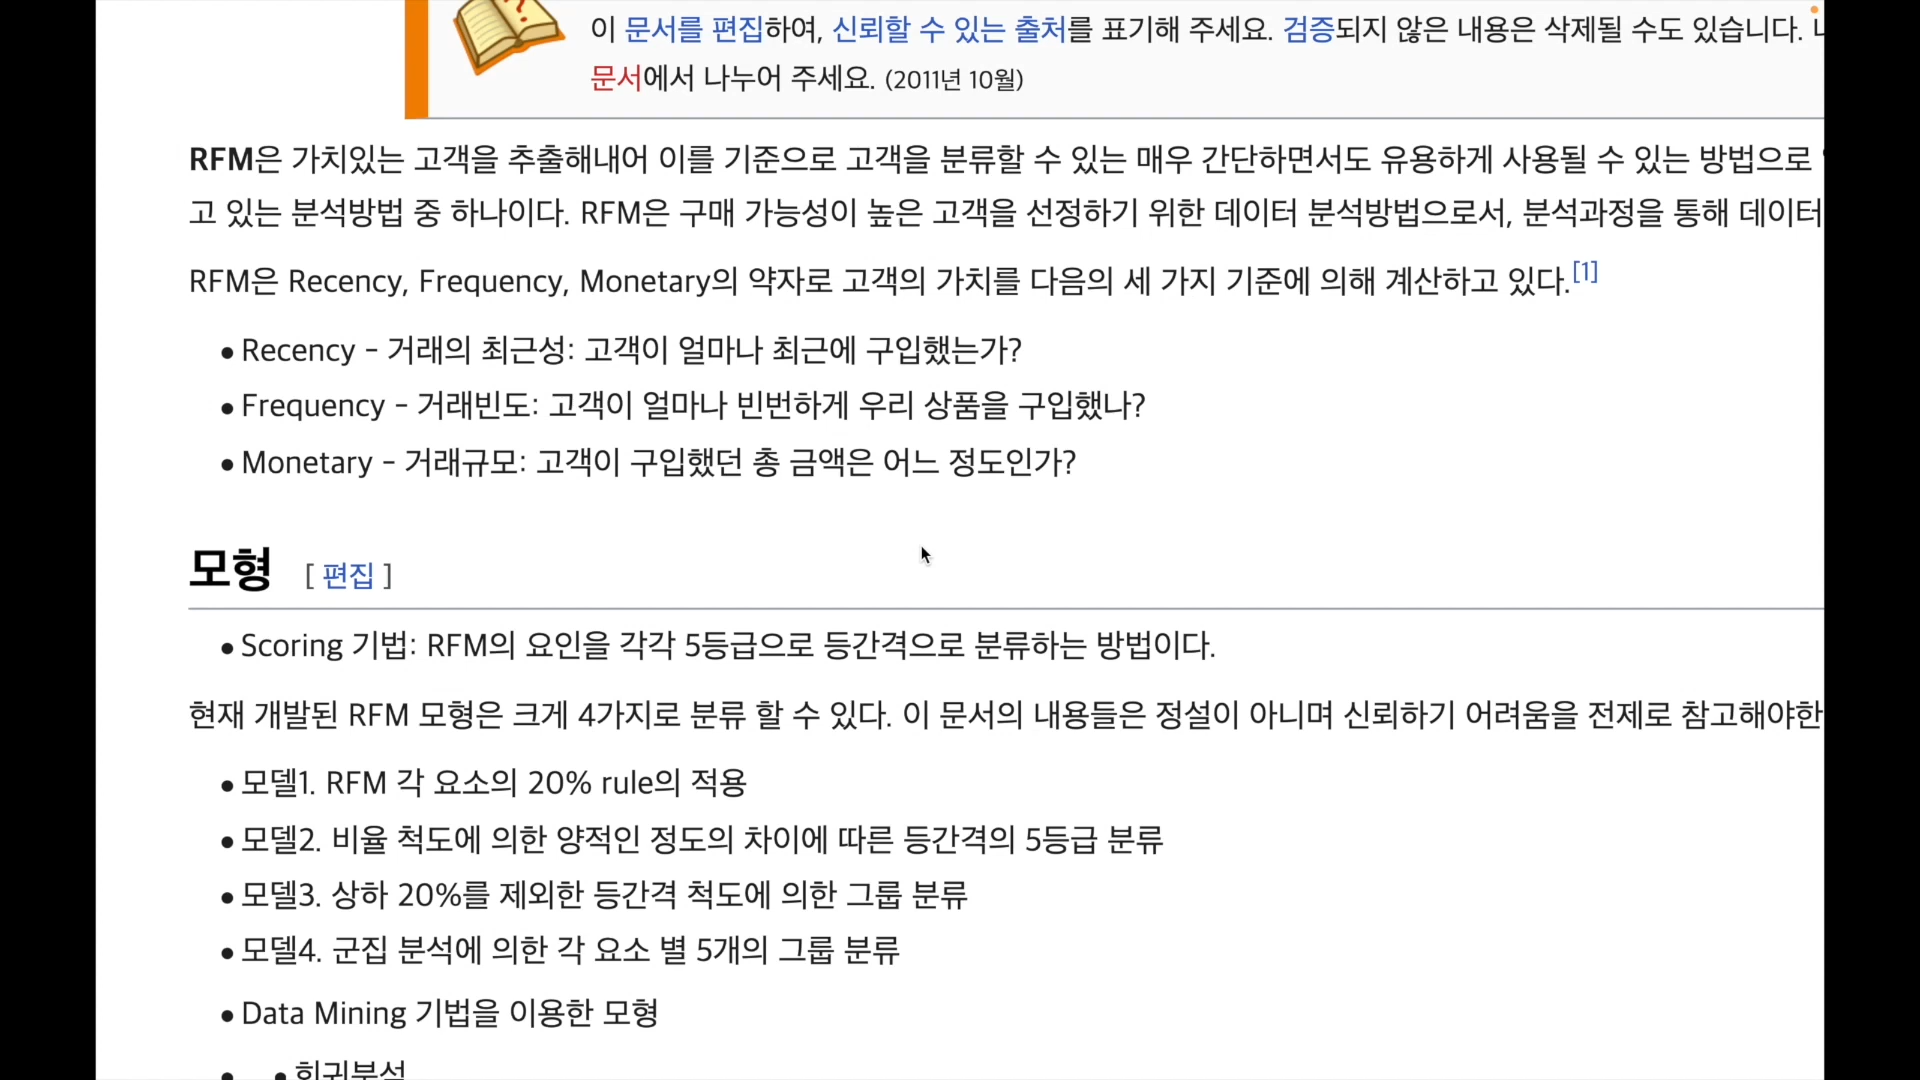 이 문서를 편집하여, 신뢰할 수 있는 출처를 표기해 주세요. 검증되지 않은 내용은 삭제될 수도 있습니다.
문서에서 나누어 주세요. (2011년 10월)
RFM은 가치있는 고객을 추출해내어 이를 기준으로 고객을 분류할 수 있는 매우 간단하면서도 유용하게 사용될 수 있는 방법으로
고 있는 분석방법 중 하나이다. RFM은 구매 가능성이 높은 고객을 선정하기 위한 데이터 분석방법으로서, 분석과정을 통해 데이터
RFM은 Recency, Frequency, Monetary의 약자로 고객의 가치를 다음의 세 가지 기준에 의해 계산하고 있다.[1]
• Recency – 거래의 최근성: 고객이 얼마나 최근에 구입했는가?
• Frequency – 거래빈도: 고객이 얼마나 빈번하게 우리 상품을 구입했나?
• Monetary – 거래규모: 고객이 구입했던 총 금액은 어느 정도인가?
모형 [ 편집 ]
• Scoring 기법: RFM의 요인을 각각 5등급으로 등간격으로 분류하는 방법이다.
현재 개발된 RFM 모형은 크게 4가지로 분류 할 수 있다. 이 문서의 내용들은 정설이 아니며 신뢰하기 어려움을 전제로 참고해야한
• 모델1. RFM 각 요소의 20% rule의 적용
• 모델2. 비율 척도에 의한 양적인 정도의 차이에 따른 등간격의 5등급 분류
• 모델3. 상하 20%를 제외한 등간격 척도에 의한 그룹 분류
• 모델4. 군집 분석에 의한 각 요소 별 5개의 그룹 분류
• Data Mining 기법을 이용한 모형
• • 회귀분석